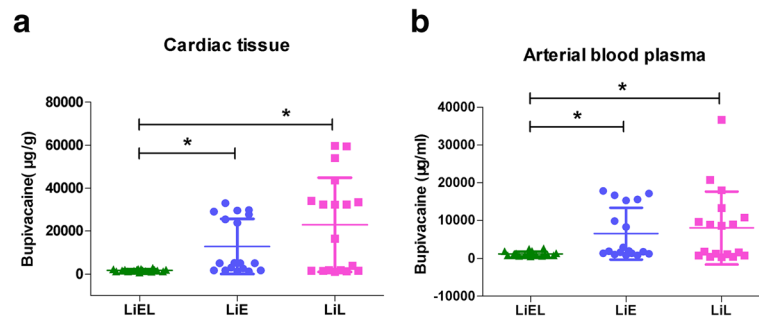 a
Cardiac tissue
Bupivacaine( µg/g)
80000
60000
40000
20000
0
*
*
LiEL
LiE
LiL
b
Arterial blood plasma
Bupivacaine (µg/ml)
40000
30000
20000
10000
0
-10000
*
*
LiEL
LiE
LiL